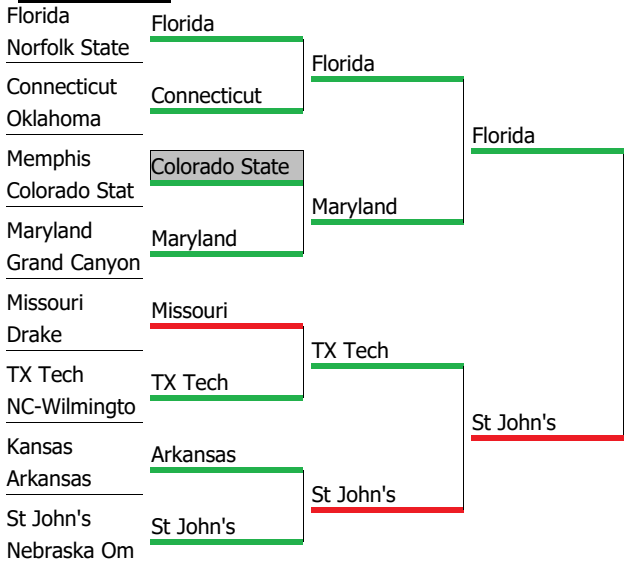 Florida
Norfolk State
Connecticut
Oklahoma
Memphis
Colorado Stat
Maryland
Grand Canyon
Missouri
Drake
TX Tech
NC-Wilmingto
Kansas
Arkansas
St John's
Nebraska Om
Florida
Connecticut
Colorado State
Maryland
Missouri
TX Tech
Arkansas
St John's
Florida
Maryland
TX Tech
St John's
Florida
St John's